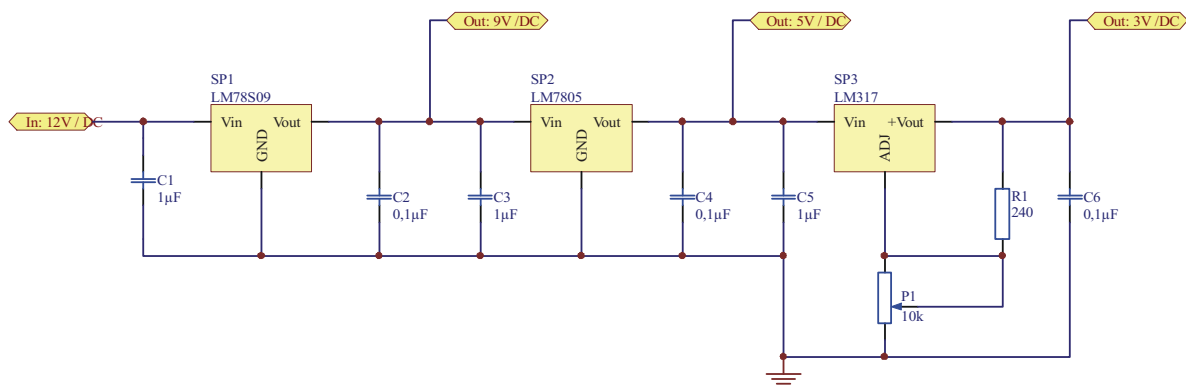 Out: 9V /DC
Out: 5V / DC
Out: 3V /DC
SP1
LM78S09
SP2
LM7805
SP3
LM317
In: 12V / DC
Vin
Vout
GND
Vin
Vout
GND
Vin
+Vout
ADJ
C1
1µF
C2
0,1µF
C3
1µF
C4
0,1µF
C5
1µF
R1
240
C6
0,1µF
P1
10k